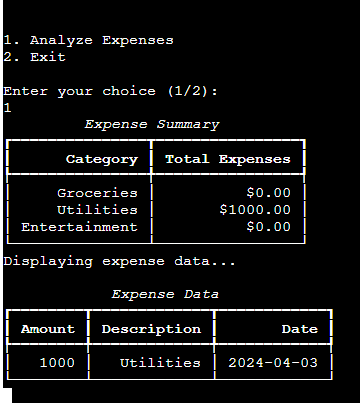 1. Analyze Expenses
2. Exit
Enter your choice (1/2):
1
Expense Summary
Category Total Expenses
Groceries $0.00
Utilities $1000.00
Entertainment $0.00
Displaying expense data...
Expense Data
Amount Description Date
1000 Utilities 2024-04-03